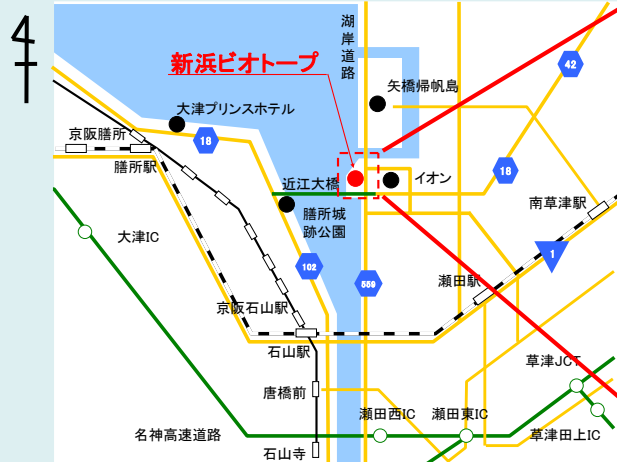 湖岸道路
新浜ビオトープ
42
矢橋帰帆島
大津プリンスホテル
京阪膳所
18
膳所駅
近江大橋
イオン
18
南草津駅
膳所城
跡公園
大津IC
1
102
559
瀬田駅
京阪石山駅
石山駅
草津JCT
唐橋前
瀬田西IC
瀬田東IC
名神高速道路
草津田上IC
石山寺